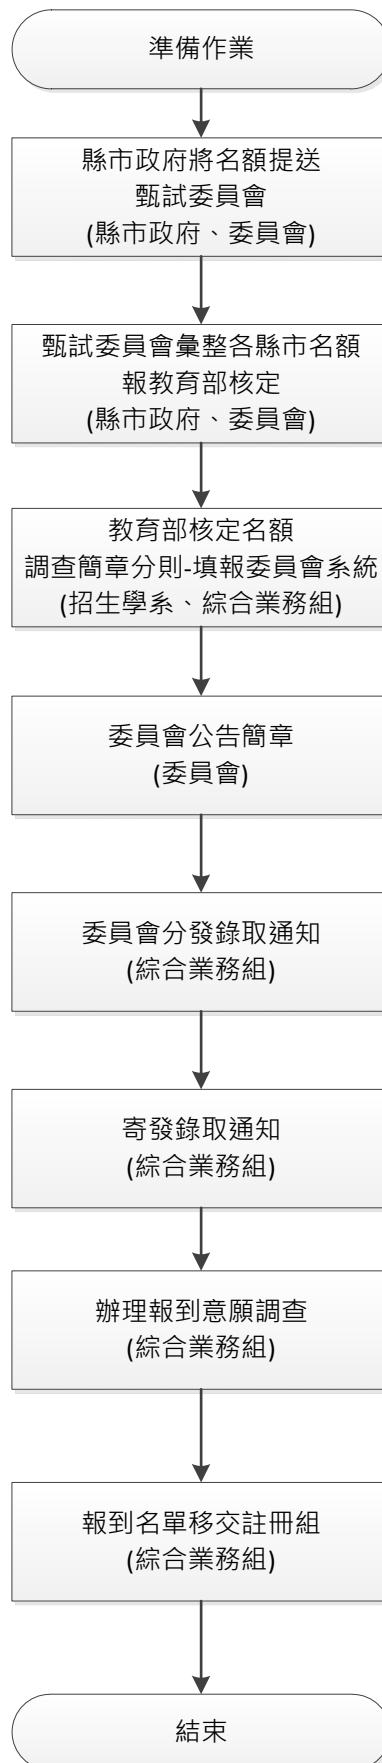 準備作業
縣市政府將名額提送
甄試委員會
(縣市政府、委員會)
甄試委員會彙整各縣市名額
報教育部核定
(縣市政府、委員會)
教育部核定名額
調查簡章分則-填報委員會系統
(招生學系、綜合業務組)
委員會公告簡章
(委員會)
委員會分發錄取通知
(綜合業務組)
寄發錄取通知
(綜合業務組)
辦理報到意願調查
(綜合業務組)
報到名單移交註冊組
(綜合業務組)
結束